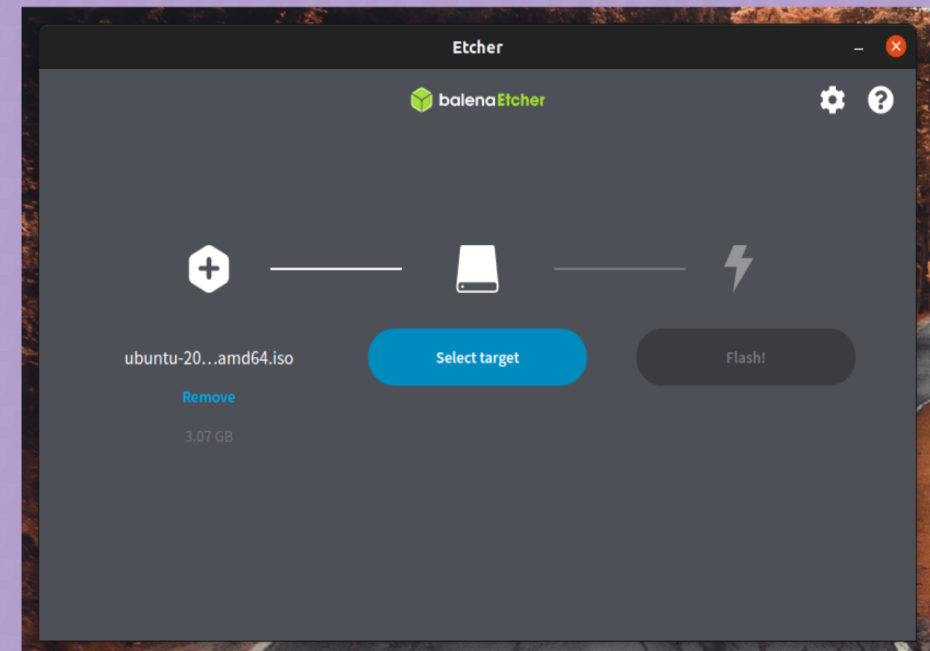 Etcher
balenaEtcher
ubuntu-20...amd64.iso
Select target
Flash!
Remove
3.07 GB